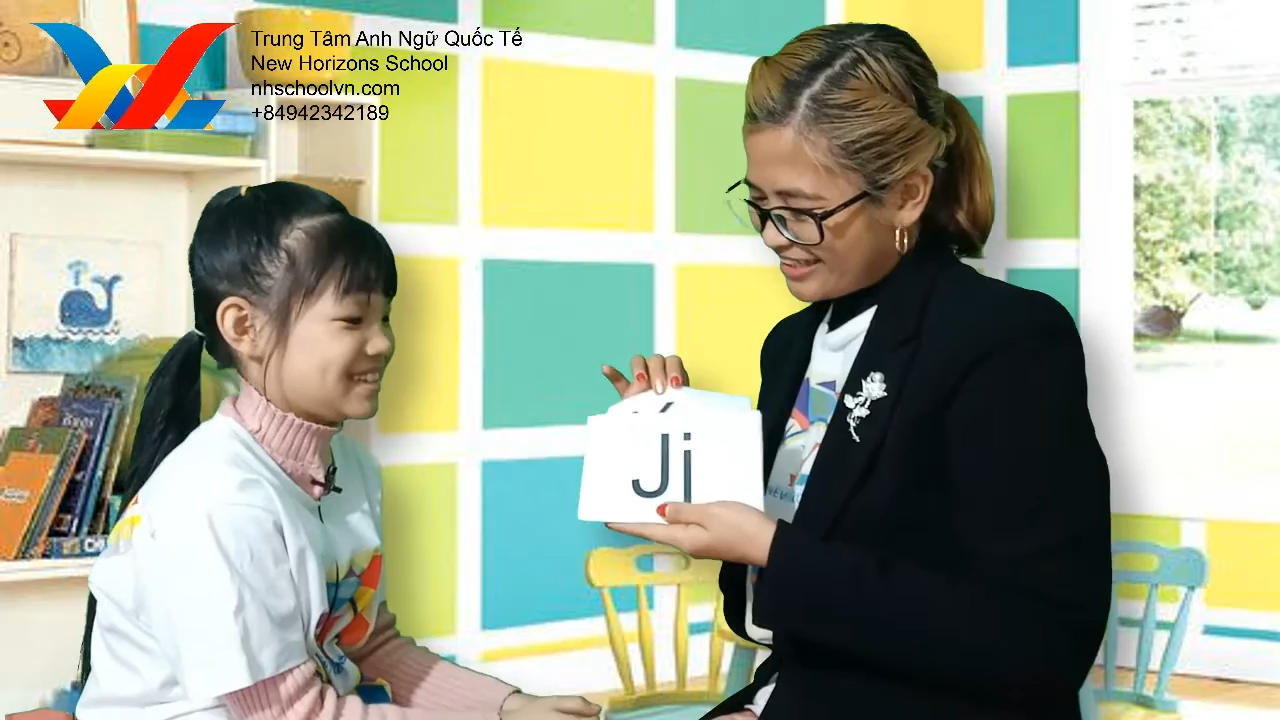 Trung Tâm Anh Ngữ Quốc Tế
New Horizons School
nhschoolvn.com
+84942342189
Jj